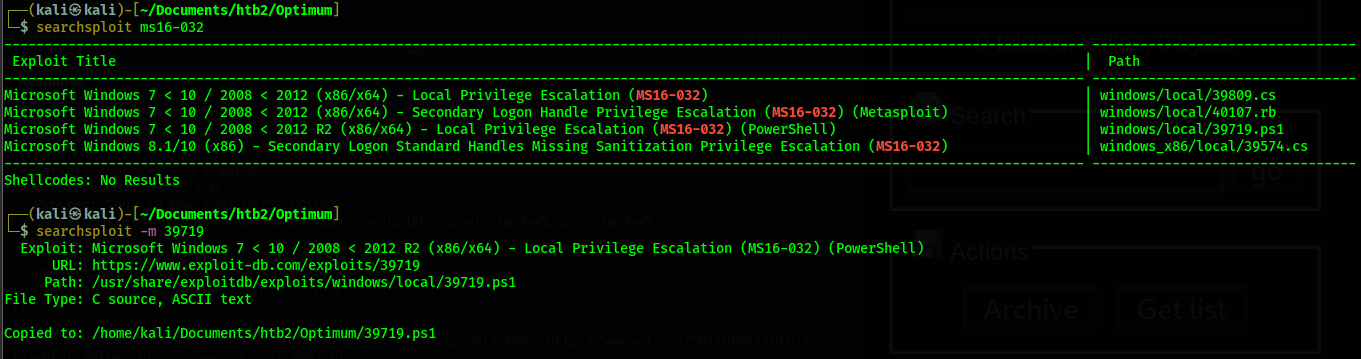 (kali㉿kali)-[~/Documents/htb2/Optimum]
$ searchsploit ms16-032
Exploit Title | Path
Microsoft Windows 7 < 10 / 2008 < 2012 (x86/x64) - Local Privilege Escalation (MS16-032) | windows/local/39809.cs
Microsoft Windows 7 < 10 / 2008 < 2012 (x86/x64) - Secondary Logon Handle Privilege Escalation (MS16-032) (Metasploit) | windows/local/40107.rb
Microsoft Windows 7 < 10 / 2008 < 2012 R2 (x86/x64) - Local Privilege Escalation (MS16-032) (PowerShell) | windows/local/39719.ps1
Microsoft Windows 8.1/10 (x86) - Secondary Logon Standard Handles Missing Sanitization Privilege Escalation (MS16-032) | windows_x86/local/39574.cs
Shellcodes: No Results
(kali㉿kali)-[~/Documents/htb2/Optimum]
$ searchsploit -m 39719
Exploit: Microsoft Windows 7 < 10 / 2008 < 2012 R2 (x86/x64) - Local Privilege Escalation (MS16-032) (PowerShell)
URL: https://www.exploit-db.com/exploits/39719
Path: /usr/share/exploitdb/exploits/windows/local/39719.ps1
File Type: C source, ASCII text
Copied to: /home/kali/Documents/htb2/Optimum/39719.ps1
Search
go
Actions
Archive
Get list